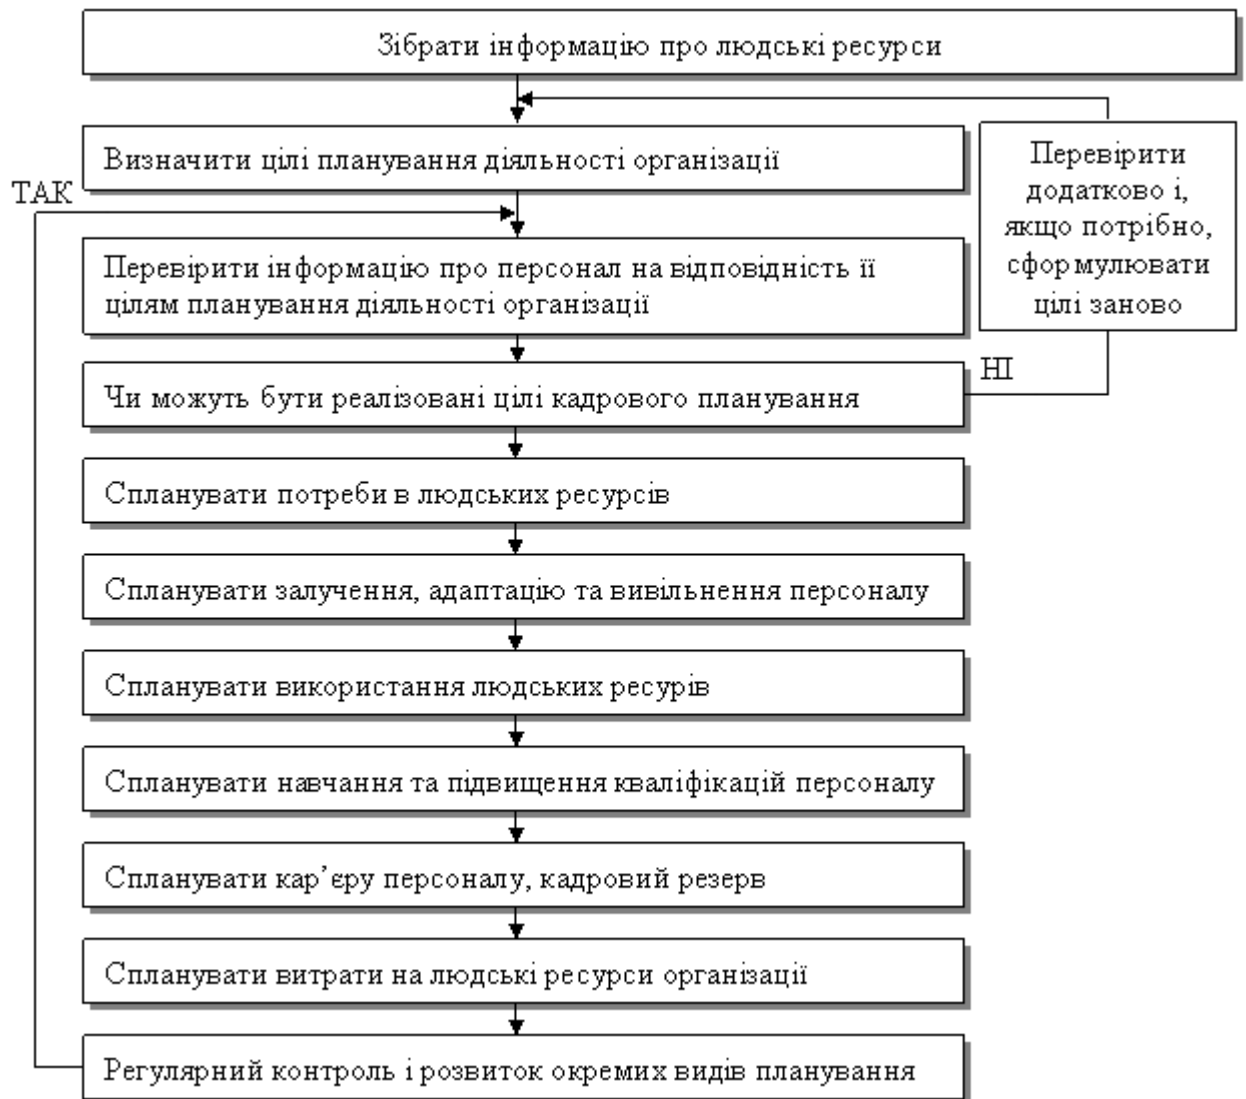 Зібрати інформацію про людські ресурси
Визначити цілі планування діяльності організації
ТАК
Перевірити
додатково і,
якщо потрібно,
сформулювати
цілі заново
Перевірити інформацію про персонал на відповідність її
цілям планування діяльності організації
НІ
Чи можуть бути реалізовані цілі кадрового планування
Спланувати потреби в людських ресурсів
Спланувати залучення, адаптацію та вивільнення персоналу
Спланувати використання людських ресурів
Спланувати навчання та підвищення кваліфікацій персоналу
Спланувати кар’єру персоналу, кадровий резерв
Спланувати витрати на людські ресурси організації
Регулярний контроль і розвиток окремих видів планування